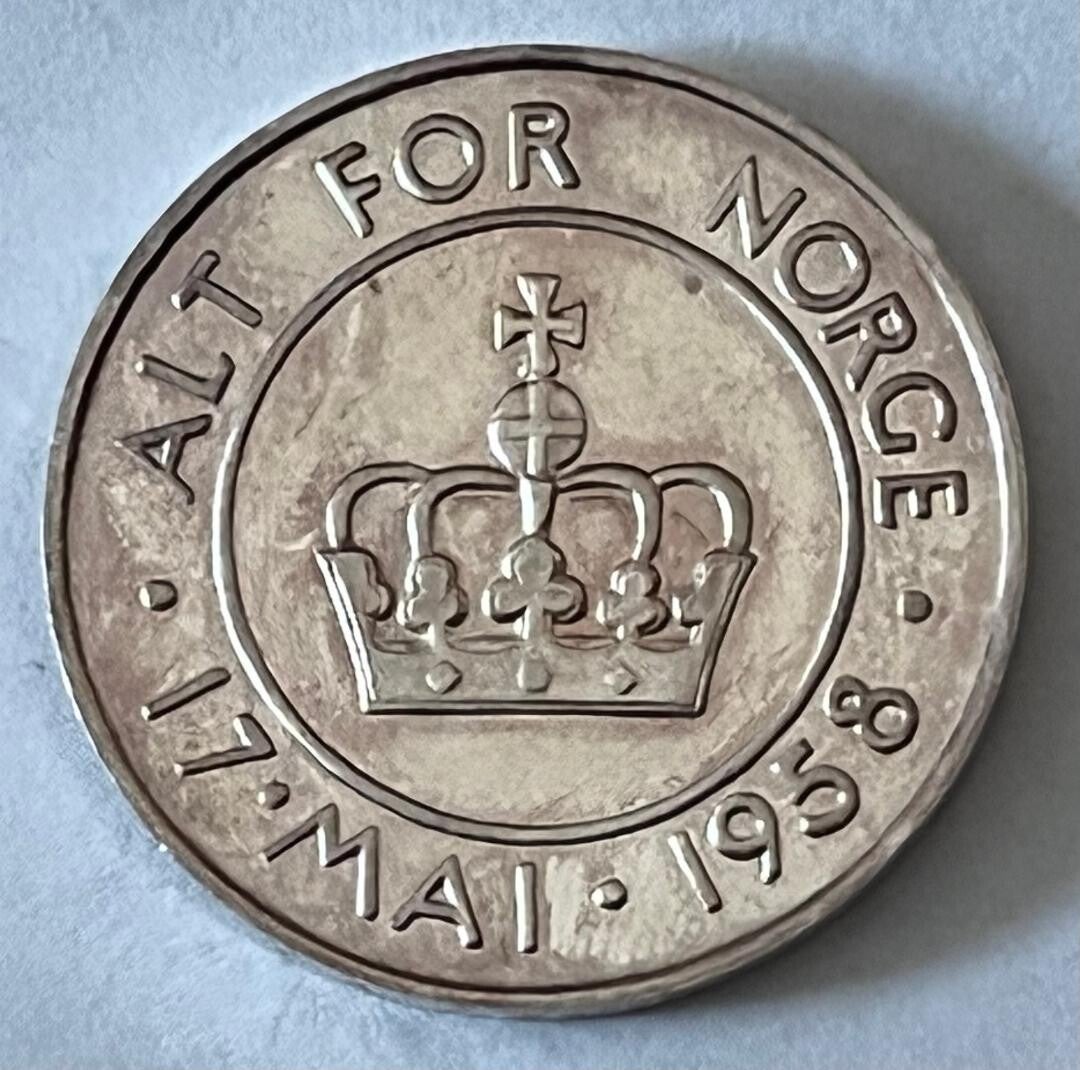 · ALT FOR NORGE ·
17·MAI · 1958